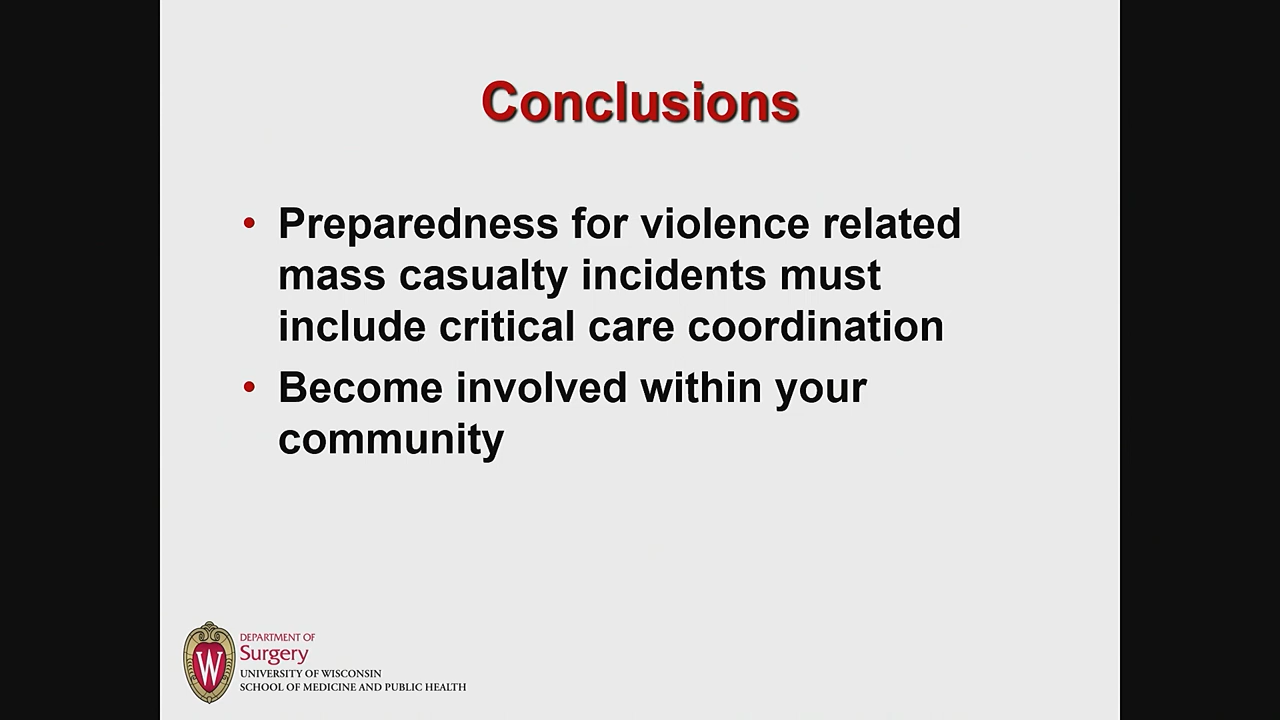 Conclusions
• Preparedness for violence related
mass casualty incidents must
include critical care coordination
• Become involved within your
community
W
DEPARTMENT OF
Surgery
UNIVERSITY OF WISCONSIN
SCHOOL OF MEDICINE AND PUBLIC HEALTH